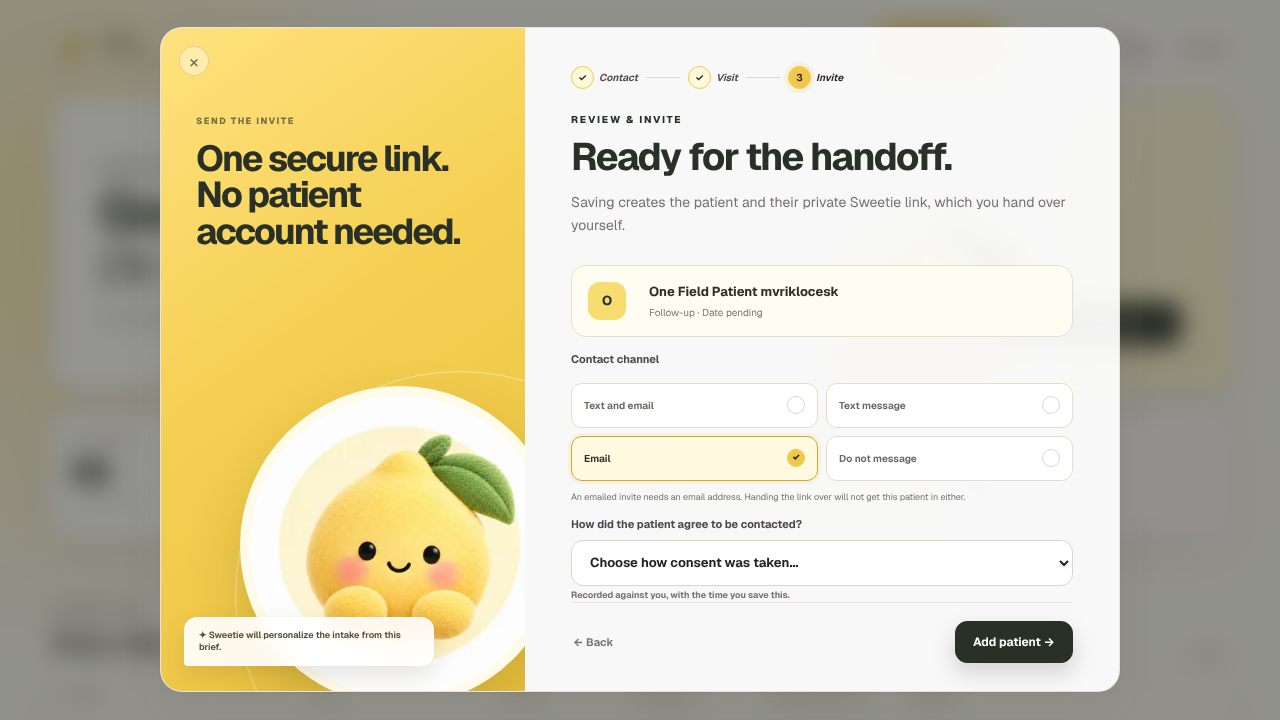 ×
SEND THE INVITE
One secure link.
No patient
account needed.
✦ Sweetie will personalize the intake from this
brief.
✓ Contact ✓ Visit 3 Invite
REVIEW & INVITE
Ready for the handoff.
Saving creates the patient and their private Sweetie link, which you hand over
yourself.
O
One Field Patient mvriklocesk
Follow-up · Date pending
Contact channel
Text and email
Text message
Email
Do not message
An emailed invite needs an email address. Handing the link over will not get this patient in either.
How did the patient agree to be contacted?
Choose how consent was taken...
Recorded against you, with the time you save this.
← Back
Add patient →